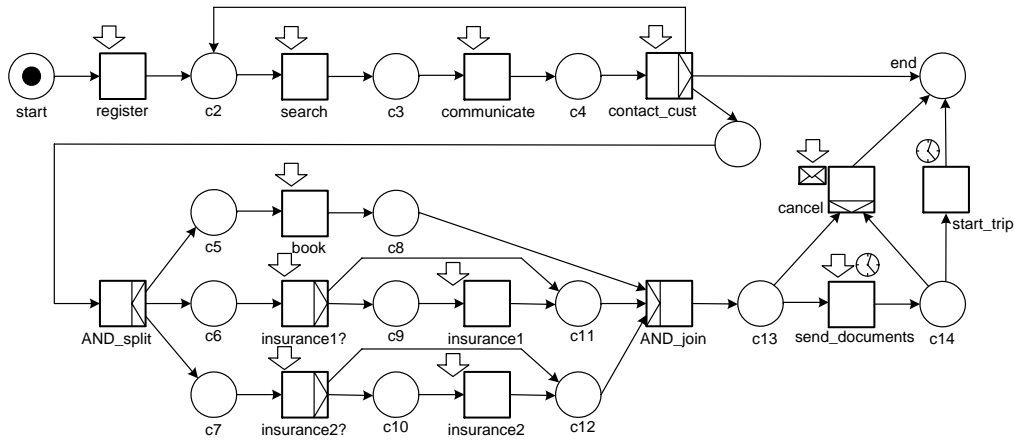 end
start
register
c2
search
c3
communicate
c4
contact_cust
cancel
start_trip
c5
book
c8
AND_split
c6
insurance1?
c9
insurance1
c11
AND_join
c13
send_documents
c14
c7
insurance2?
c10
insurance2
c12